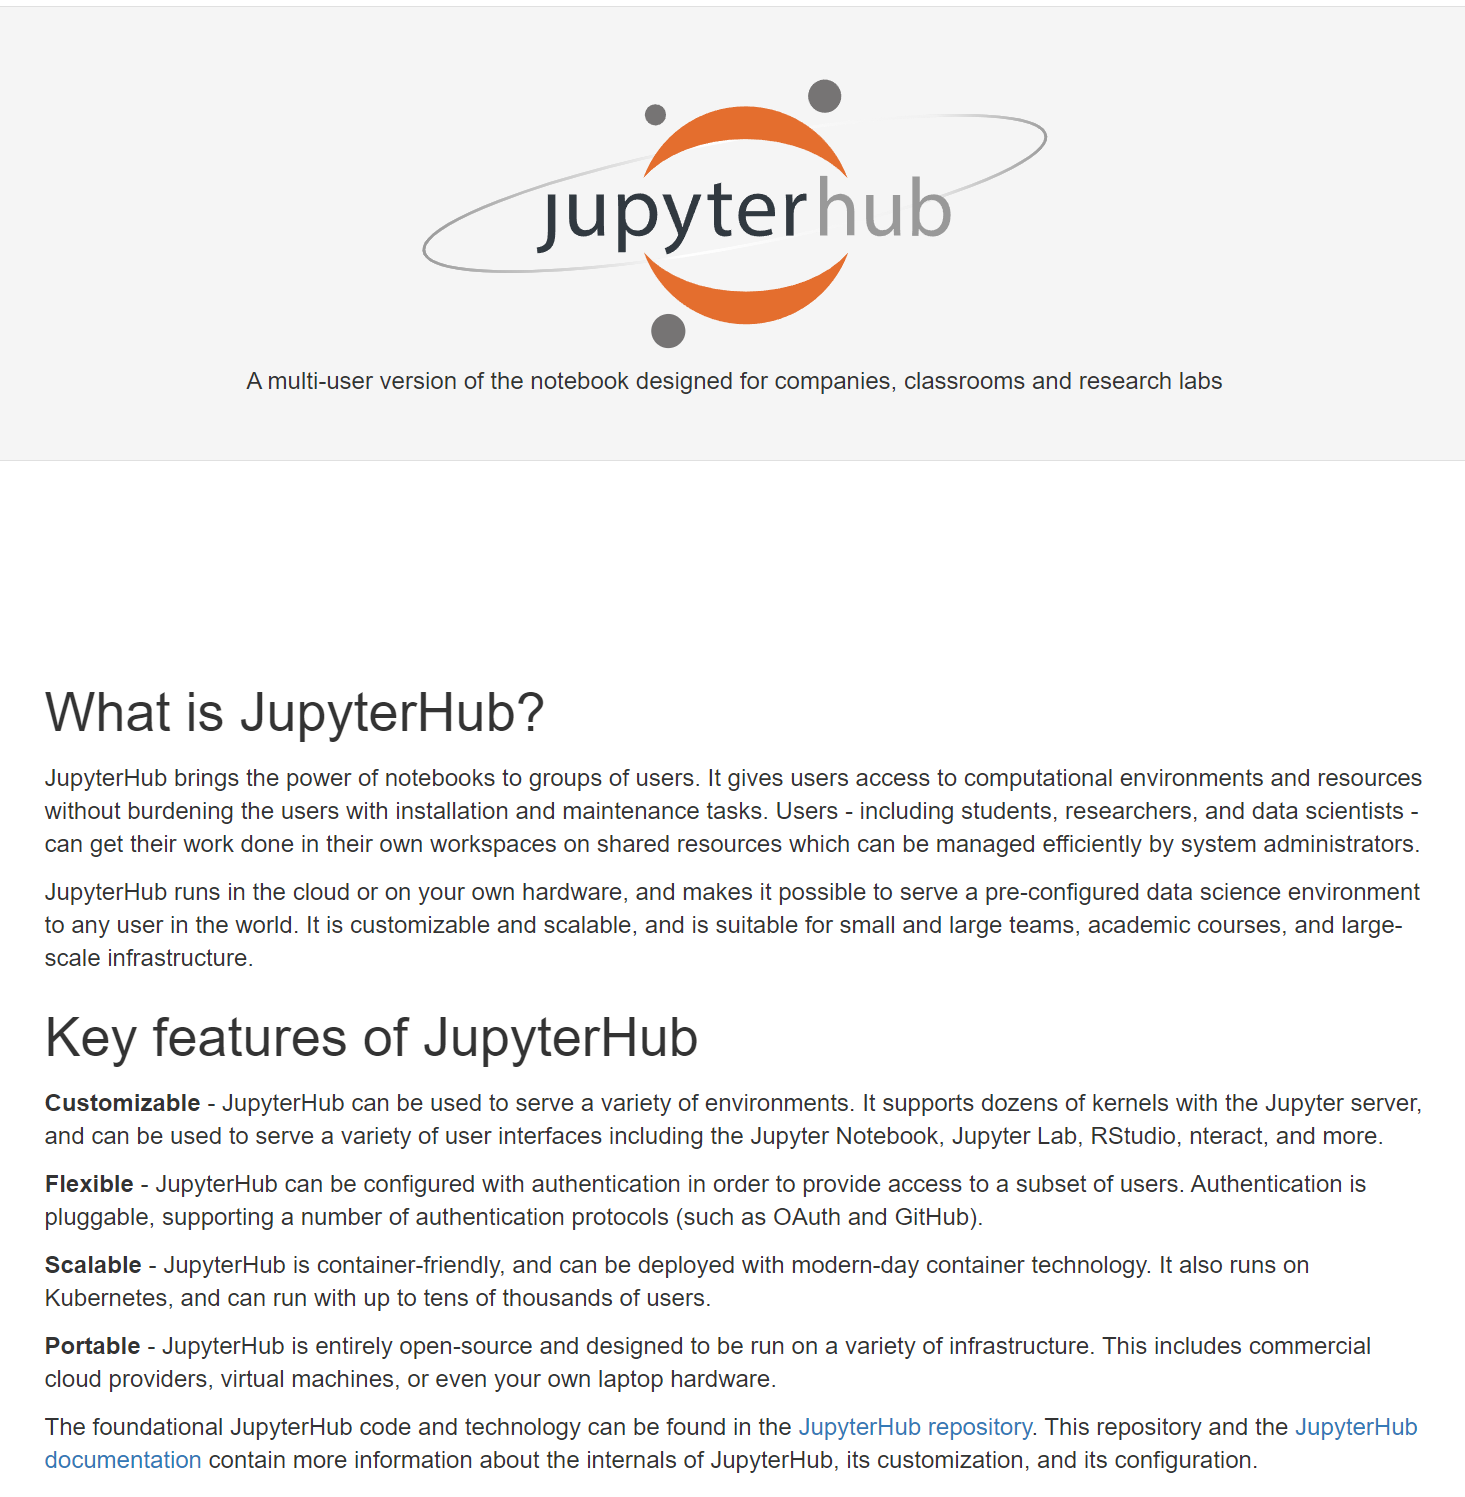 jupyterhub
A multi-user version of the notebook designed for companies, classrooms and research labs
What is JupyterHub?
JupyterHub brings the power of notebooks to groups of users. It gives users access to computational environments and resources
without burdening the users with installation and maintenance tasks. Users - including students, researchers, and data scientists -
can get their work done in their own workspaces on shared resources which can be managed efficiently by system administrators.
JupyterHub runs in the cloud or on your own hardware, and makes it possible to serve a pre-configured data science environment
to any user in the world. It is customizable and scalable, and is suitable for small and large teams, academic courses, and large-
scale infrastructure.
Key features of JupyterHub
Customizable - JupyterHub can be used to serve a variety of environments. It supports dozens of kernels with the Jupyter server,
and can be used to serve a variety of user interfaces including the Jupyter Notebook, Jupyter Lab, RStudio, nteract, and more.
Flexible - JupyterHub can be configured with authentication in order to provide access to a subset of users. Authentication is
pluggable, supporting a number of authentication protocols (such as OAuth and GitHub).
Scalable - JupyterHub is container-friendly, and can be deployed with modern-day container technology. It also runs on
Kubernetes, and can run with up to tens of thousands of users.
Portable - JupyterHub is entirely open-source and designed to be run on a variety of infrastructure. This includes commercial
cloud providers, virtual machines, or even your own laptop hardware.
The foundational JupyterHub code and technology can be found in the JupyterHub repository. This repository and the JupyterHub
documentation contain more information about the internals of JupyterHub, its customization, and its configuration.